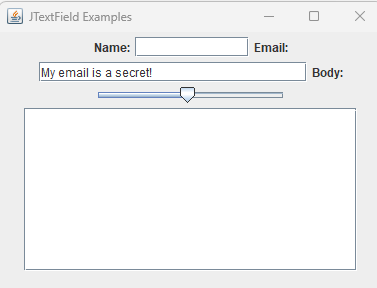 JTextField Examples
Name: Email:
My email is a secret! Body: